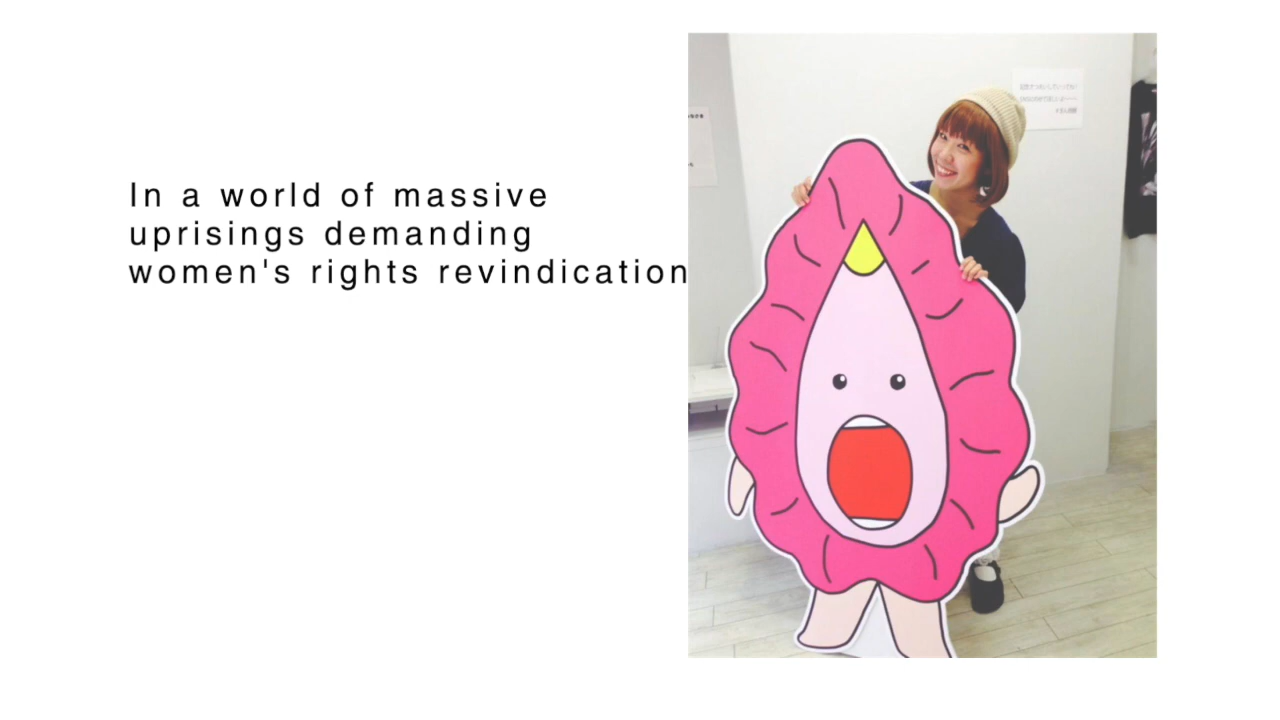 In a world of massive
uprisings demanding
women's rights revindication